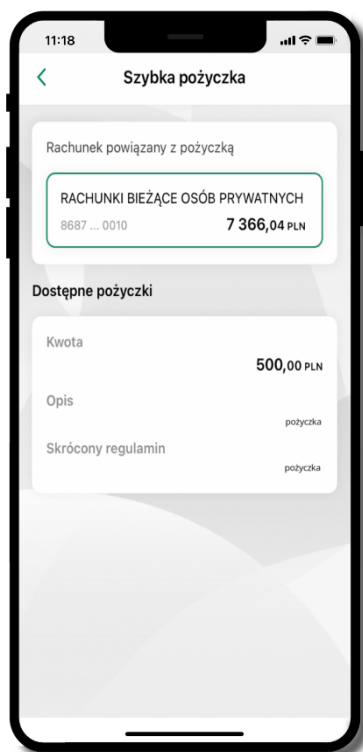 11:18
Szybka pożyczka
Rachunek powiązany z pożyczką
RACHUNKI BIEŻĄCE OSÓB PRYWATNYCH
8687 ... 0010 7 366,04 PLN
Dostępne pożyczki
Kwota
500,00 PLN
Opis
pożyczka
Skrócony regulamin
pożyczka